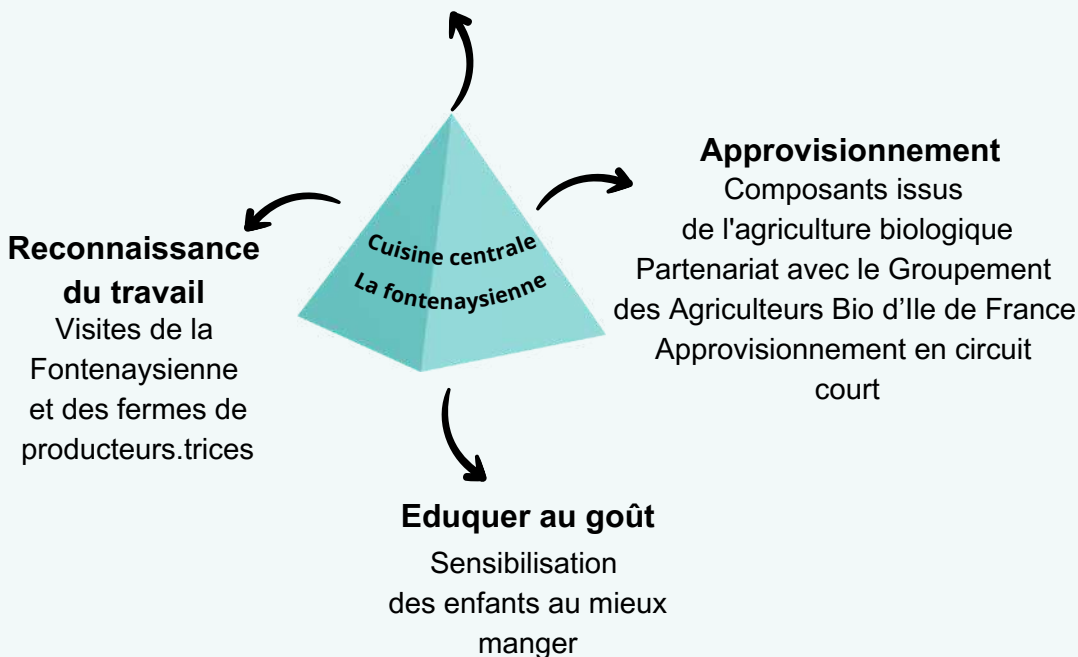 Approvisionnement
Composants issus
de l'agriculture biologique
Partenariat avec le Groupement
des Agriculteurs Bio d’Ile de France
Approvisionnement en circuit
court
Cuisine centrale
La fontenaysienne
Reconnaissance
du travail
Visites de la
Fontenaysienne
et des fermes de
producteurs.trices
Eduquer au goût
Sensibilisation
des enfants au mieux
manger